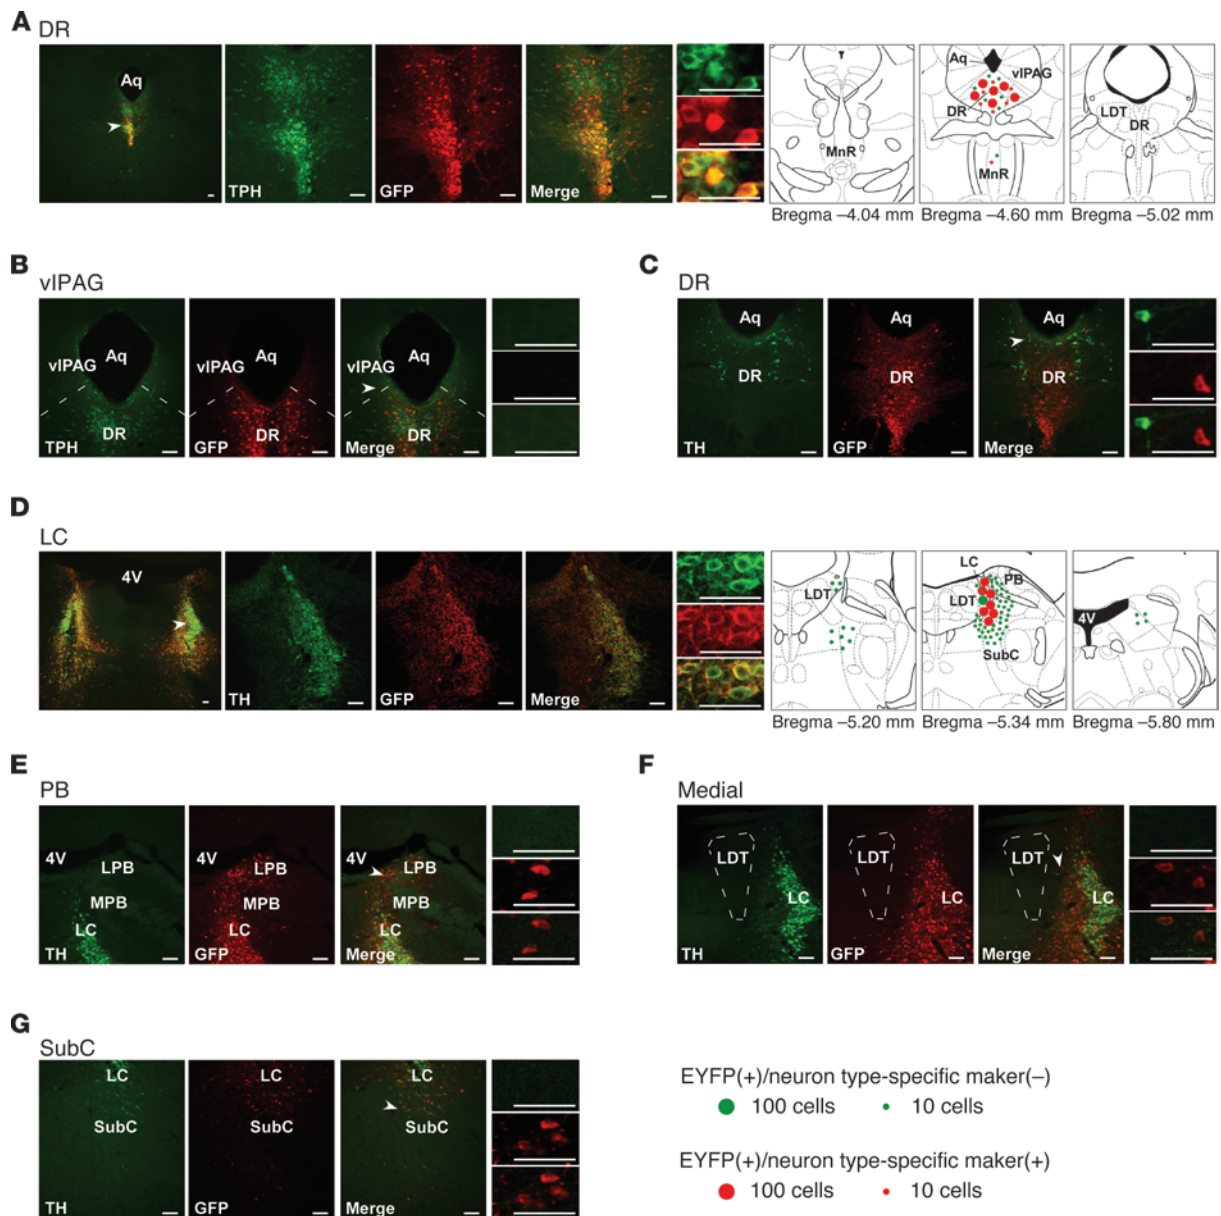 A DR
Aq
TPH
GFP
Merge
MnR
Bregma –4.04 mm
Aq
vlPAG
DR
MnR
Bregma –4.60 mm
LDT
DR
Bregma –5.02 mm
B
vlPAG
Aq
vlPAG
DR
TPH
Aq
vlPAG
DR
GFP
Aq
vlPAG
DR
Merge
C
DR
Aq
DR
TH
Aq
DR
GFP
Aq
DR
Merge
D
LC
4V
TH
GFP
Merge
LDT
Bregma –5.20 mm
LC
PB
LDT
SubC
Bregma –5.34 mm
4V
Bregma –5.80 mm
E
PB
4V
LPB
MPB
LC
TH
4V
LPB
MPB
LC
GFP
4V
LPB
MPB
LC
Merge
F
Medial
LDT
LC
TH
LDT
LC
GFP
LDT
LC
Merge
G
SubC
LC
SubC
TH
LC
SubC
GFP
LC
SubC
Merge
EYFP(+)/neuron type-specific maker(–)
100 cells 10 cells
EYFP(+)/neuron type-specific maker(+)
100 cells 10 cells